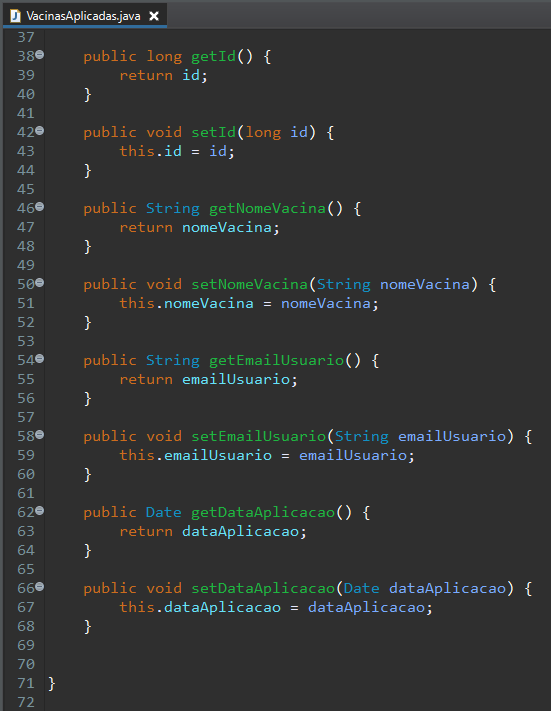 VacinasAplicadas.java
37
38 public long getId() {
39 return id;
40 }
41
42 public void setId(long id) {
43 this.id = id;
44 }
45
46 public String getNomeVacina() {
47 return nomeVacina;
48 }
49
50 public void setNomeVacina(String nomeVacina) {
51 this.nomeVacina = nomeVacina;
52 }
53
54 public String getEmailUsuario() {
55 return emailUsuario;
56 }
57
58 public void setEmailUsuario(String emailUsuario) {
59 this.emailUsuario = emailUsuario;
60 }
61
62 public Date getDataAplicacao() {
63 return dataAplicacao;
64 }
65
66 public void setDataAplicacao(Date dataAplicacao) {
67 this.dataAplicacao = dataAplicacao;
68 }
69
70
71 }
72